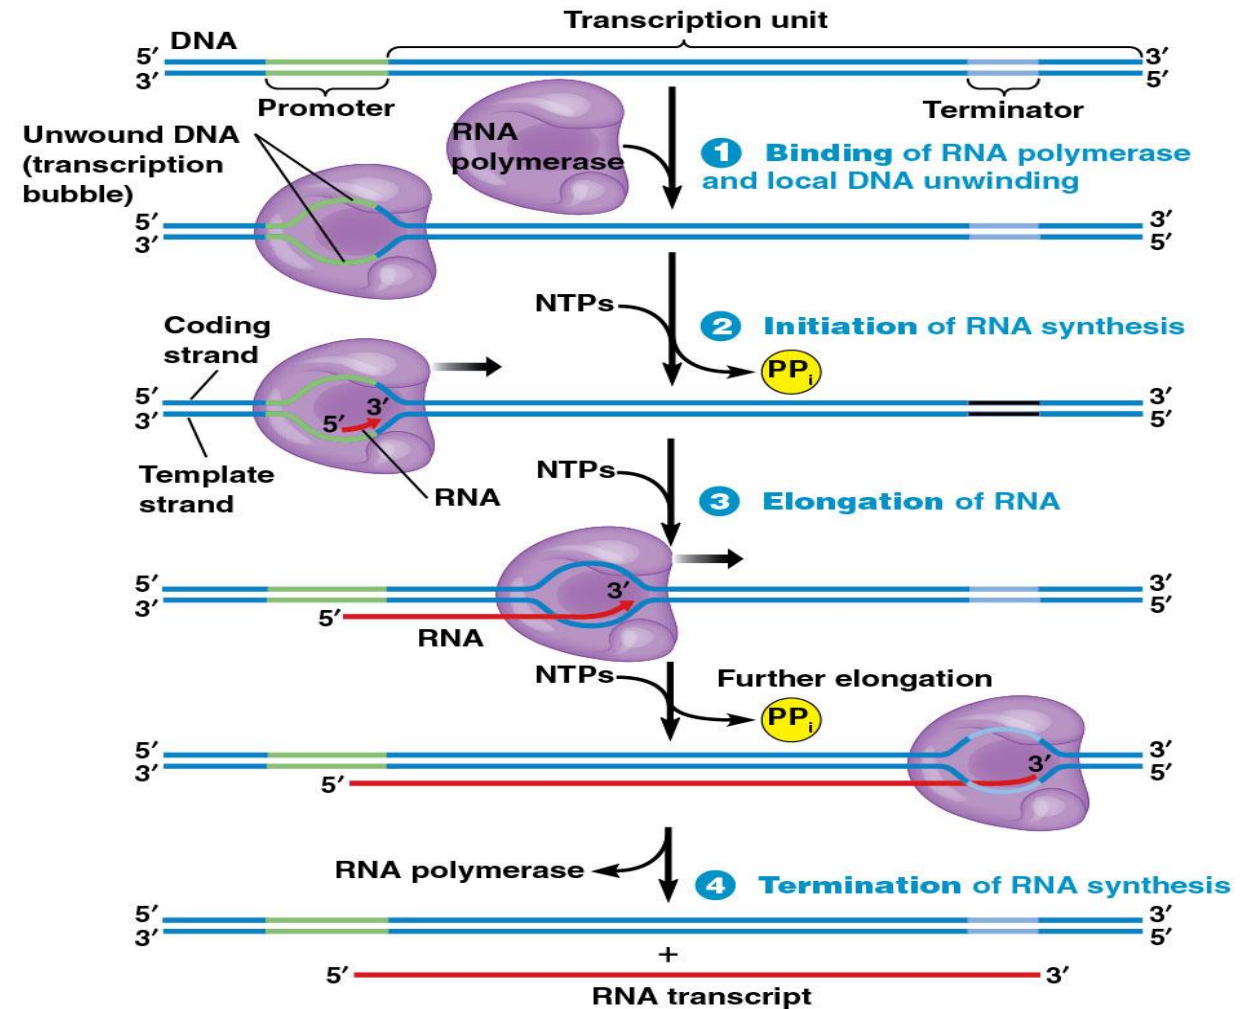 Transcription unit
DNA
5′ 3′
3′ 5′
Promoter
Terminator
Unwound DNA
(transcription
bubble)
RNA
polymerase
1 Binding of RNA polymerase
and local DNA unwinding
5′ 3′
3′ 5′
NTPs
2 Initiation of RNA synthesis
PPi
Coding
strand
5′ 3′
3′ 5′
3′
5′
Template
strand
RNA
NTPs
3 Elongation of RNA
5′ 3′
3′ 5′
3′
5′
RNA
NTPs
Further elongation
PPi
5′ 3′
3′ 5′
3′
5′
RNA polymerase
4 Termination of RNA synthesis
5′ 3′
3′ 5′
+
5′ 3′
RNA transcript